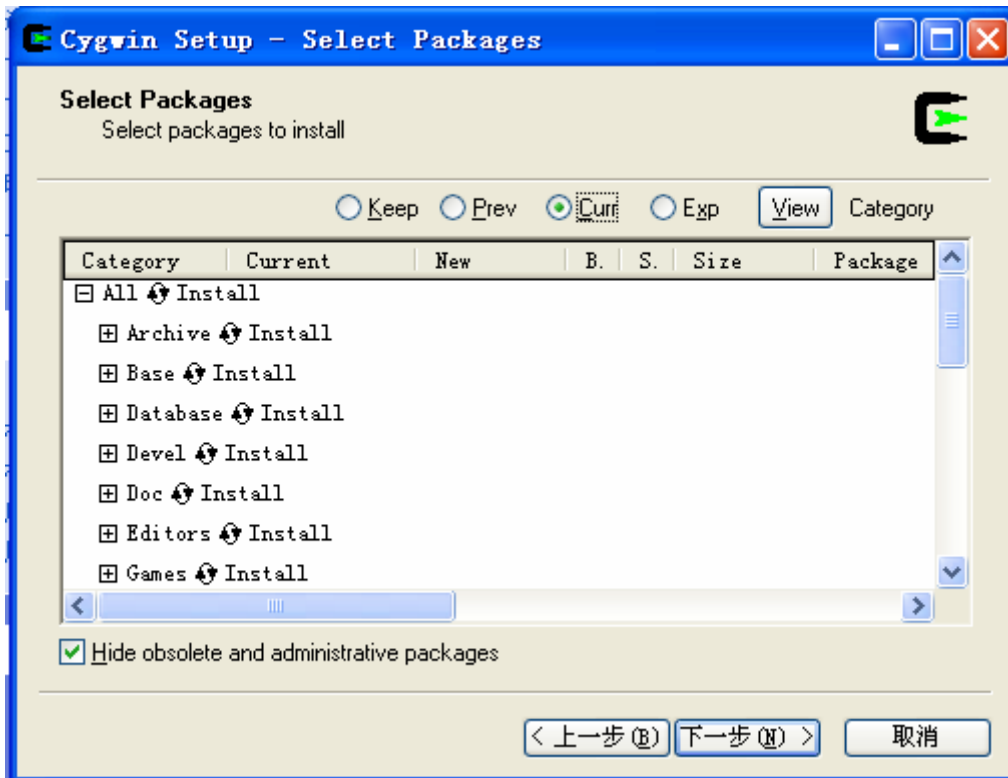 Cygwin Setup - Select Packages
Select Packages
Select packages to install
Keep Prev Curr Exp View Category
Category Current New B. S. Size Package
All Install
Archive Install
Base Install
Database Install
Devel Install
Doc Install
Editors Install
Games Install
Hide obsolete and administrative packages
< 上一步(B) 下一步(N) > 取消